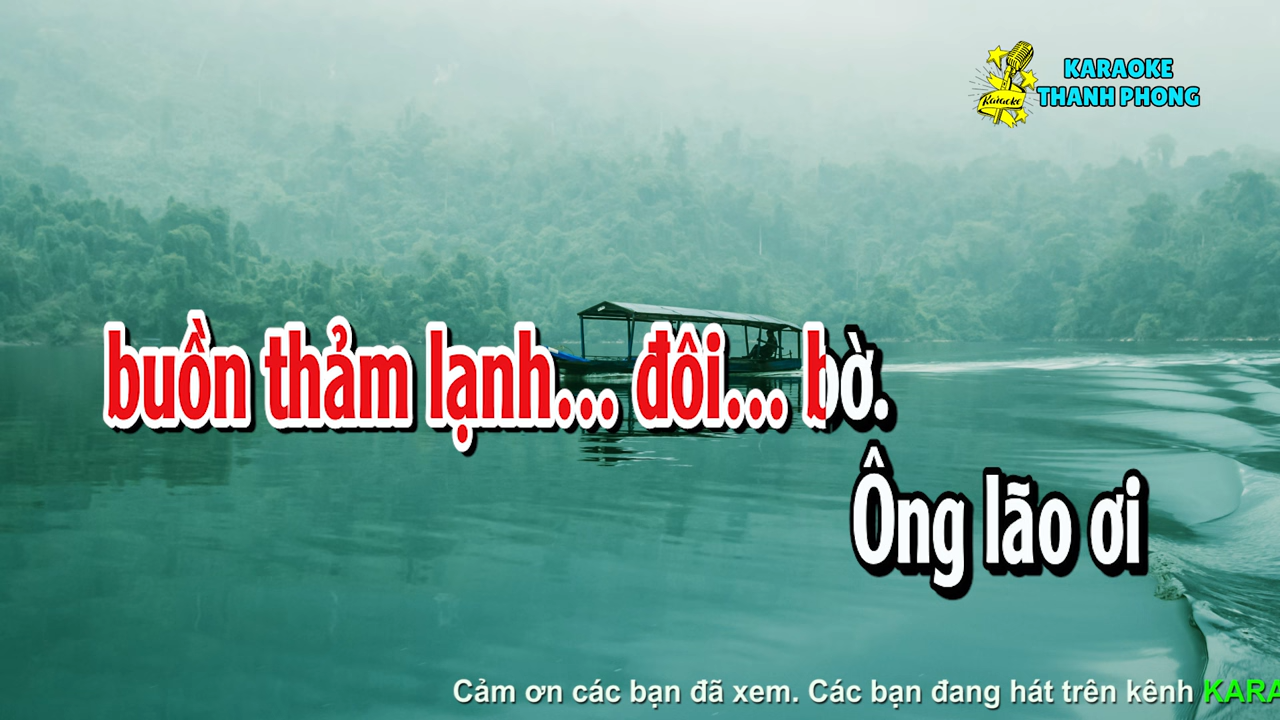 KARAOKE
THANH PHONG
Karaoke
buồn thảm lạnh... đôi... bờ.
Ông lão ơi
Cảm ơn các bạn đã xem. Các bạn đang hát trên kênh KARA